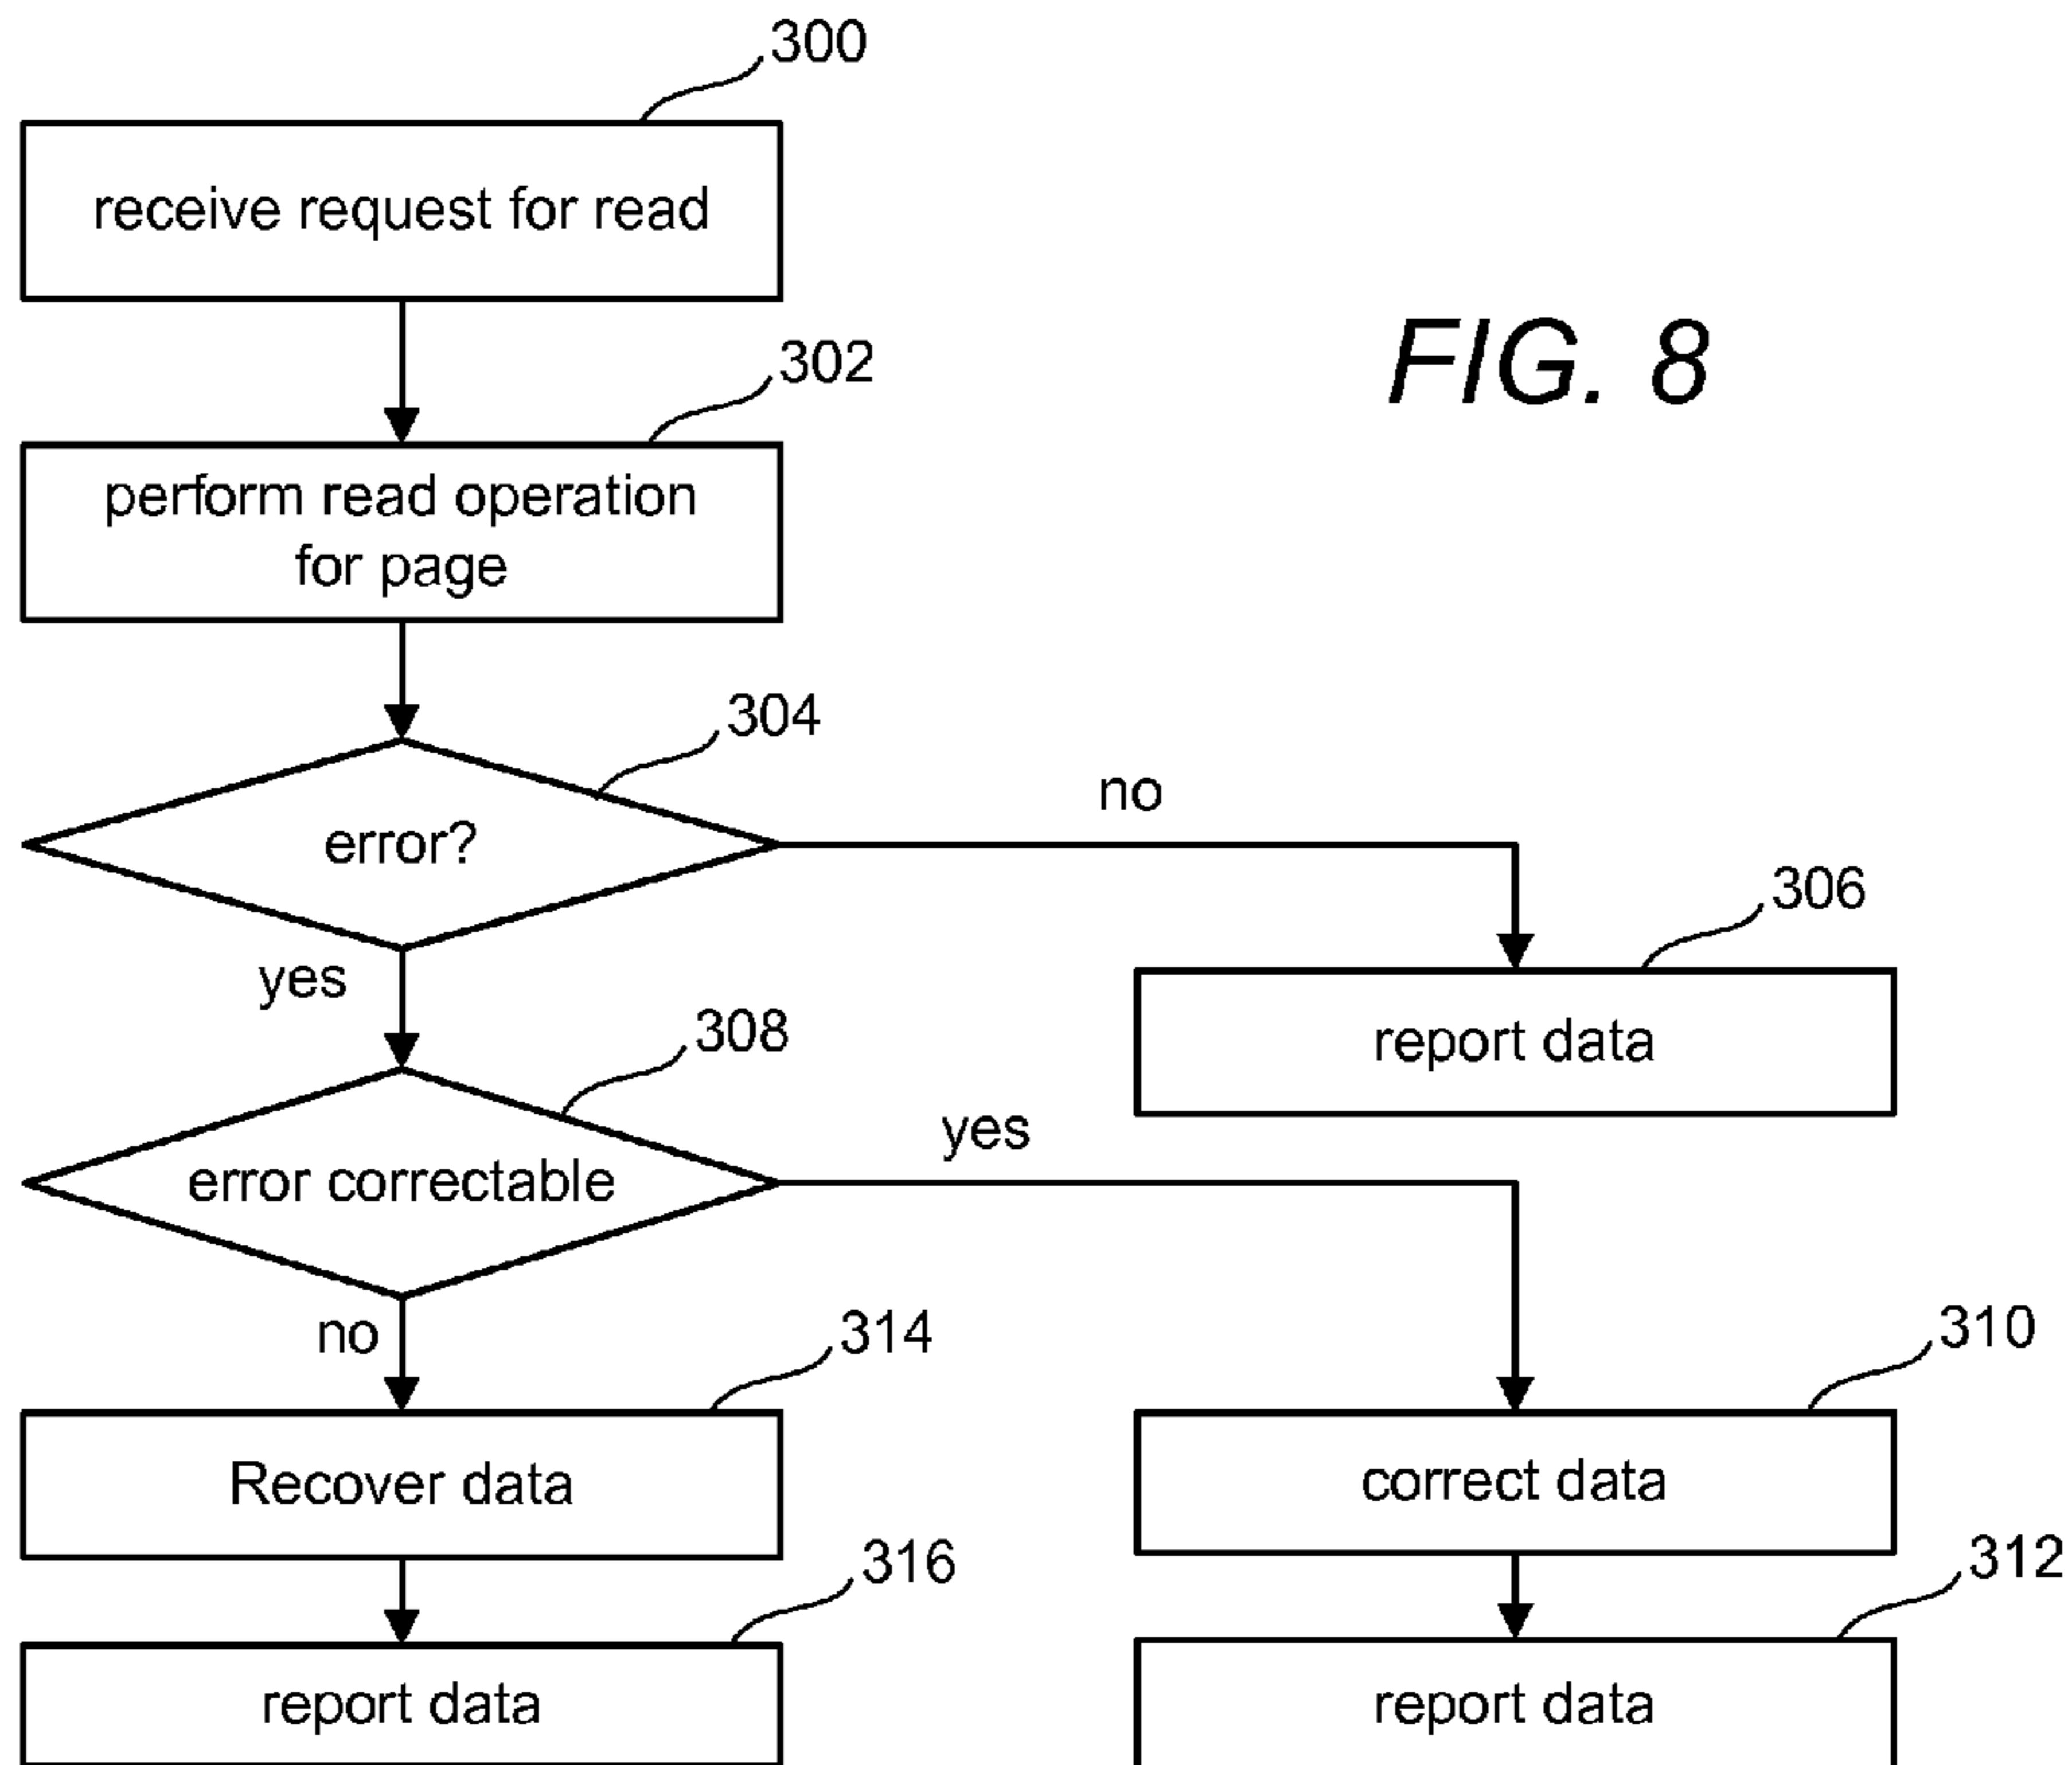 300
receive request for read
FIG. 8
302
perform read operation
for page
304
error?
no
306
report data
yes
308
error correctable
yes
no
314
Recover data
310
correct data
316
report data
312
report data